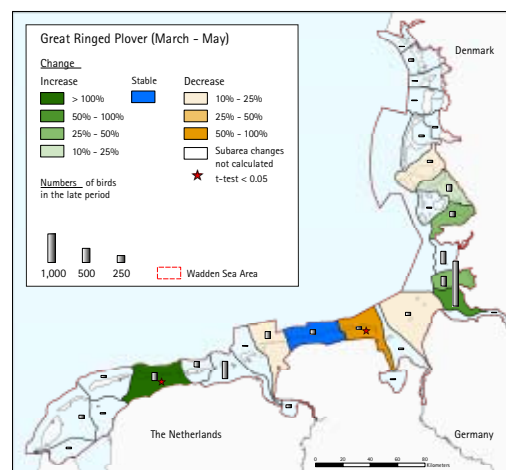 Great Ringed Plover (March - May)
Denmark
Change
Increase
Stable
Decrease
> 100%
10% - 25%
50% - 100%
25% - 50%
25% - 50%
50% - 100%
10% - 25%
Subarea changes
not calculated
t-test < 0.05
Numbers of birds
in the late period
1,000
500
250
Wadden Sea Area
The Netherlands
Germany
0 10 20 40 60 80
Kilometers